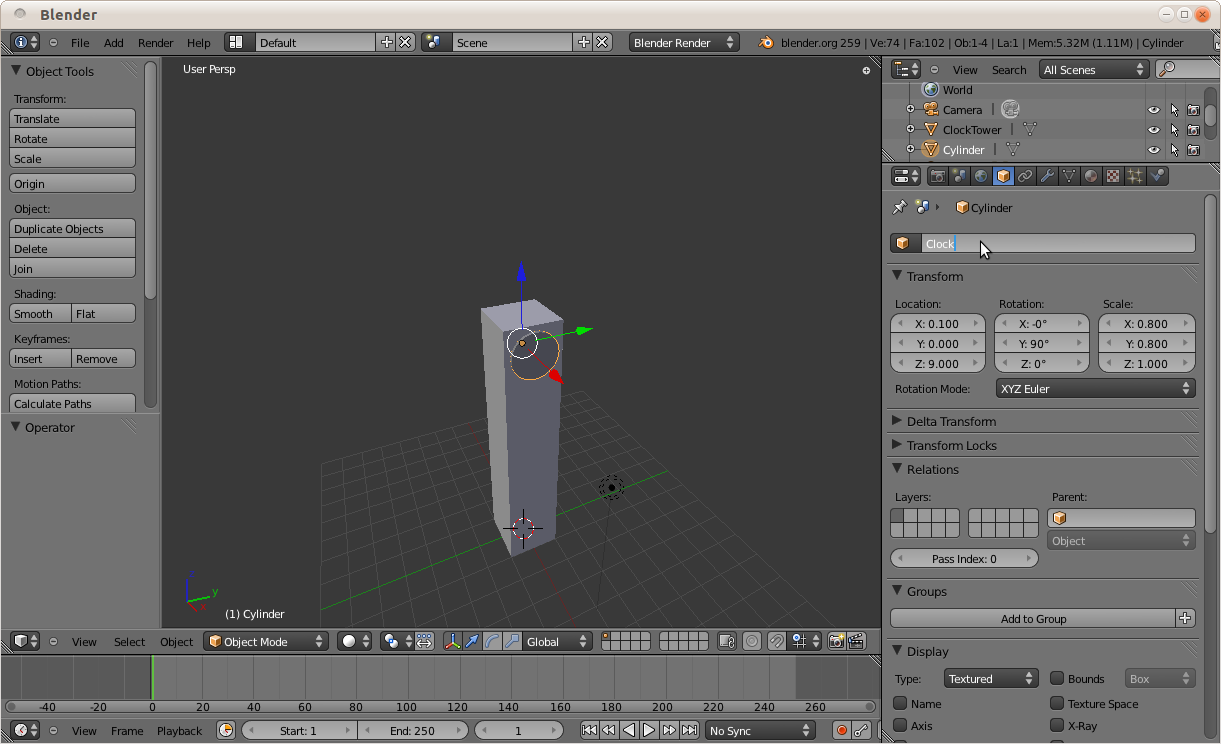 Blender
File Add Render Help Default Scene Blender Render blender.org 259 | Ve:74 | Fa:102 | Ob:1-4 | La:1 | Mem:5.32M (1.11M) | Cylinder
Object Tools
Transform:
Translate
Rotate
Scale
Origin
Object:
Duplicate Objects
Delete
Join
Shading:
Smooth Flat
Keyframes:
Insert Remove
Motion Paths:
Calculate Paths
Operator
User Persp
y
(1) Cylinder
View Select Object Object Mode Global
View Search All Scenes
World
Camera
ClockTower
Cylinder
Cylinder
Clock
Transform
Location: Rotation: Scale:
X: 0.100 X: -0° X: 0.800
Y: 0.000 Y: 90° Y: 0.800
Z: 9.000 Z: 0° Z: 1.000
Rotation Mode: XYZ Euler
Delta Transform
Transform Locks
Relations
Layers: Parent:
Object
Pass Index: 0
Groups
Add to Group
Display
Type: Textured Bounds Box
Name Texture Space
Axis X-Ray
-40 -20 0 20 40 60 80 100 120 140 160 180 200 220 240 260
View Frame Playback Start: 1 End: 250 1 No Sync